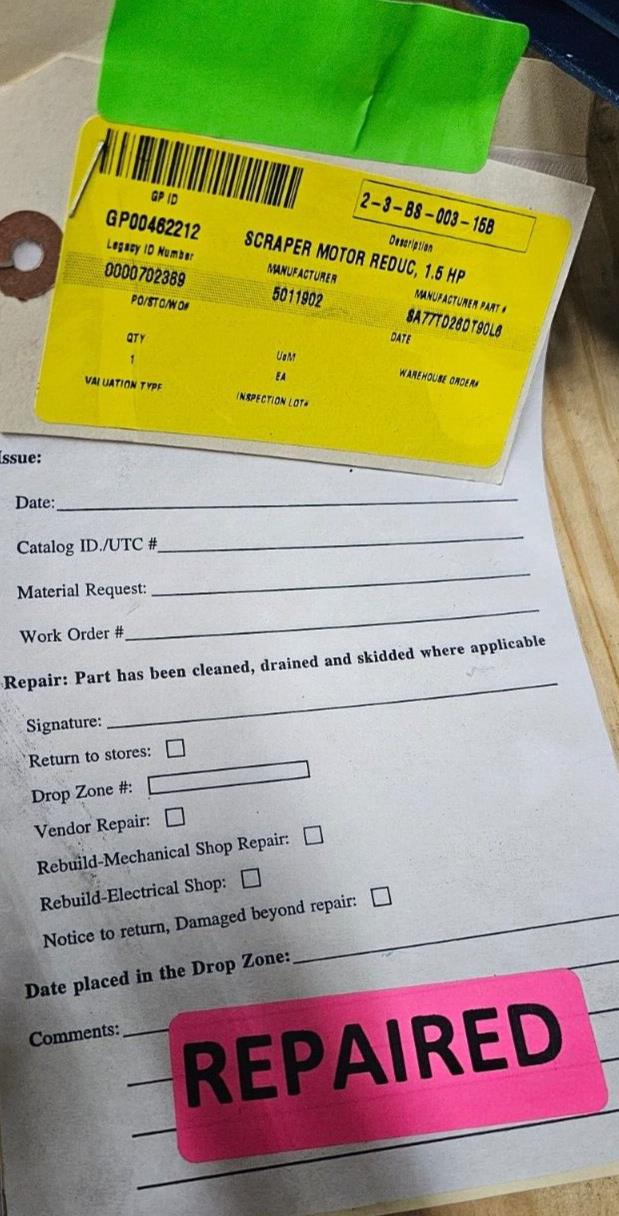 2-3-BS-003-15B
GP ID
GP00462212
Description
SCRAPER MOTOR REDUC, 1.5 HP
Legacy ID Number
0000702389
MANUFACTURER
5011902
MANUFACTURER PART #
SA77TD26DT90L6
PO/STO/WO#
DATE
QTY
1
UoM
EA
WAREHOUSE ORDER#
VALUATION TYPE
INSPECTION LOT#
Issue:
Date:
Catalog ID./UTC #
Material Request:
Work Order #
Repair: Part has been cleaned, drained and skidded where applicable
Signature:
Return to stores:
Drop Zone #:
Vendor Repair:
Rebuild-Mechanical Shop Repair:
Rebuild-Electrical Shop:
Notice to return, Damaged beyond repair:
Date placed in the Drop Zone:
Comments:
REPAIRED